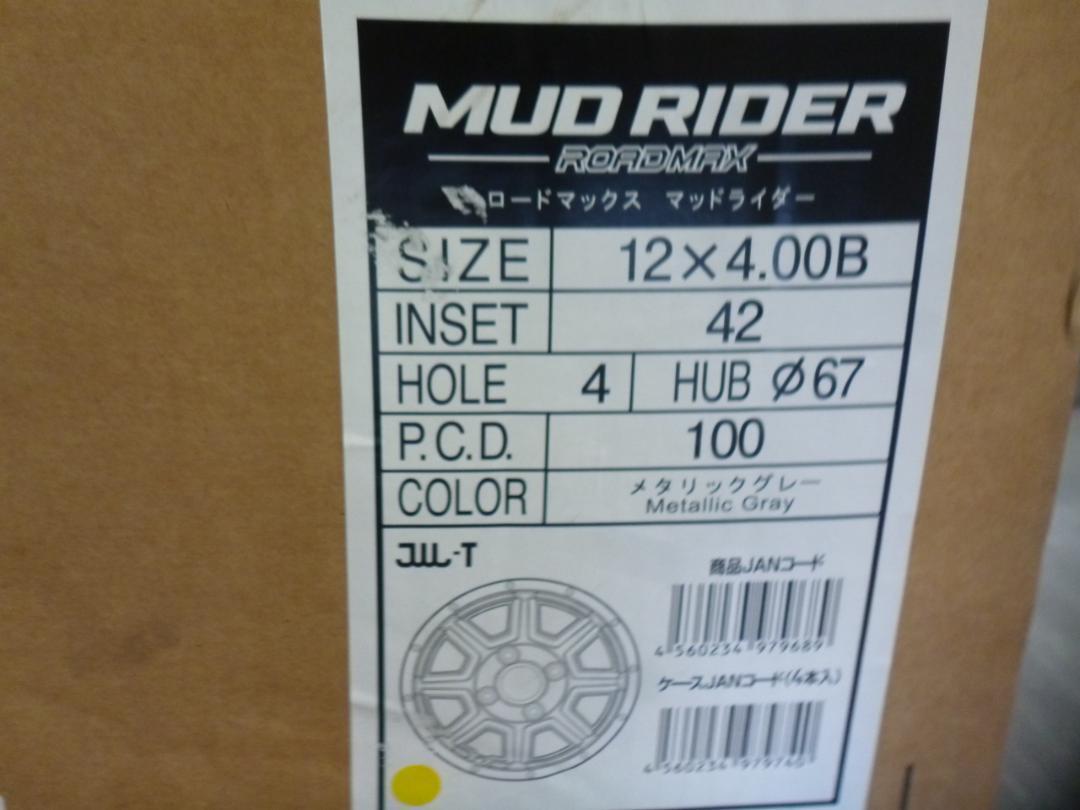 MUD RIDER
ROADMAX
ロードマックス マッドライダー
SIZE 12×4.00B
INSET 42
HOLE 4 HUB Ø67
P.C.D. 100
COLOR メタリックグレー
Metallic Gray
JWL-T
商品JANコード
4 560234 979689
ケースJANコード(4本入)
4 560234 979740